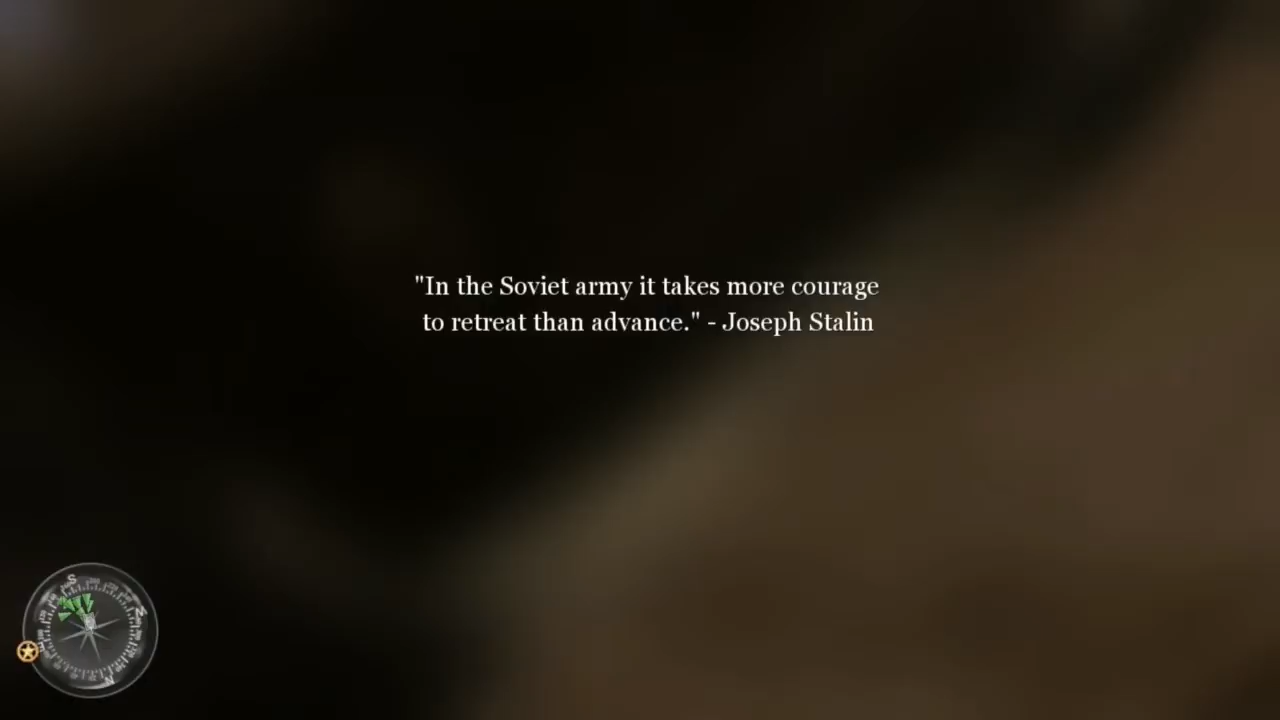 "In the Soviet army it takes more courage
to retreat than advance." - Joseph Stalin
S
N